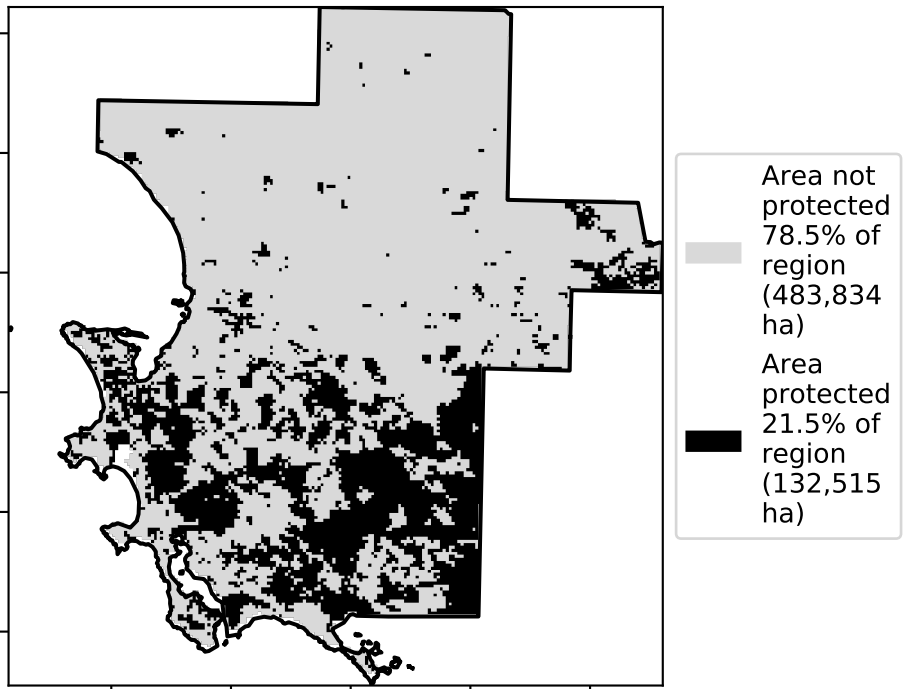 Area not
protected
78.5% of
region
(483,834
ha)
Area
protected
21.5% of
region
(132,515
ha)